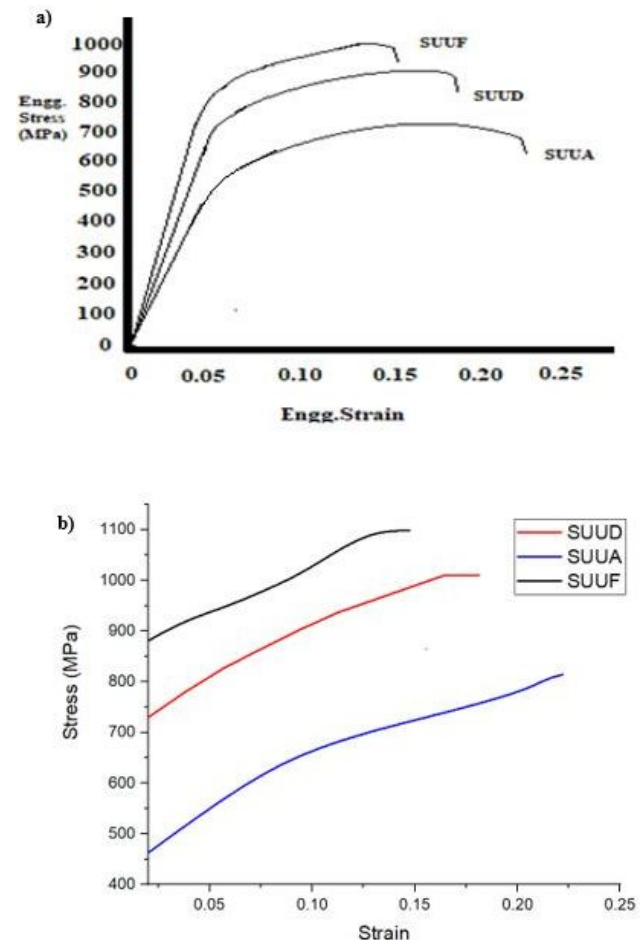 a)
1000
900
800
700
600
500
400
300
200
100
0
Engg.
Stress
(MPa)
SUUF
SUUD
SUUA
0 0.05 0.10 0.15 0.20 0.25
Engg.Strain
b)
1100
1000
900
800
700
600
500
400
Stress (MPa)
SUUD
SUUA
SUUF
0.05 0.10 0.15 0.20 0.25
Strain